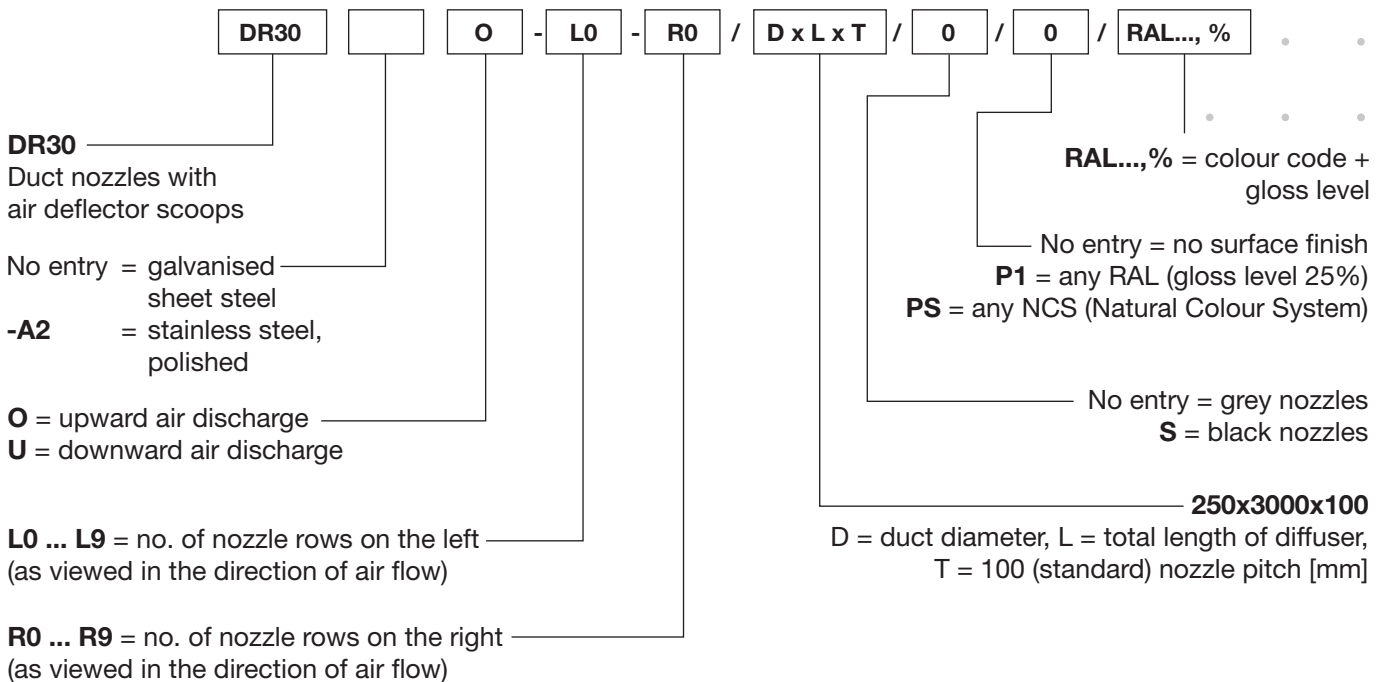 DR30 O - L0 - R0 / D x L x T / 0 / 0 / RAL..., %
DR30
Duct nozzles with
air deflector scoops
No entry = galvanised
sheet steel
-A2 = stainless steel,
polished
O = upward air discharge
U = downward air discharge
L0 ... L9 = no. of nozzle rows on the left
(as viewed in the direction of air flow)
R0 ... R9 = no. of nozzle rows on the right
(as viewed in the direction of air flow)
RAL...,% = colour code +
gloss level
No entry = no surface finish
P1 = any RAL (gloss level 25%)
PS = any NCS (Natural Colour System)
No entry = grey nozzles
S = black nozzles
250x3000x100
D = duct diameter, L = total length of diffuser,
T = 100 (standard) nozzle pitch [mm]